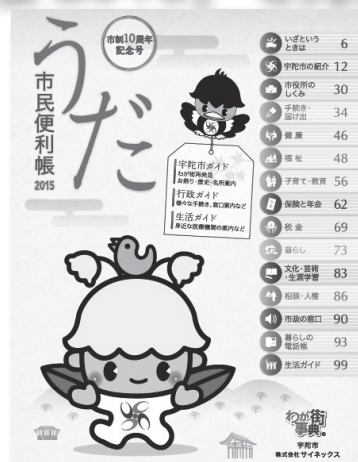 市制10周年
記念号
うだ
市民便利帳
2015
宇陀市ガイド
わが街再発見
お祭り・歴史・名所案内
行政ガイド
様々な手続き、窓口案内など
生活ガイド
身近な医療機関の案内など
いざという
ときは 6
宇陀市の紹介 12
市役所の
しくみ 30
手続き・
届け出 34
健康 46
福祉 48
子育て・教育 56
保険と年金 62
税金 69
暮らし 73
文化・芸術
・生涯学習 83
相談・人権 86
市政の窓口 90
暮らしの
電話帳 93
生活ガイド 99
わが街
事典。
宇陀市
株式会社サイネックス